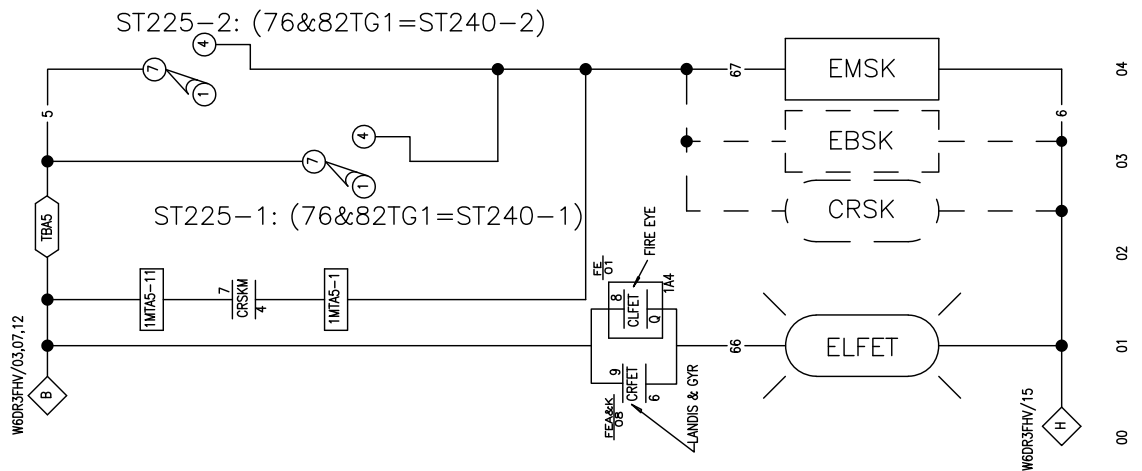 ST225-2: (76&82TG1=ST240-2)
4
7
1
5
67
EMSK
04
6
EBSK
03
4
7
1
TBA5
CRSK
ST225-1: (76&82TG1=ST240-1)
02
FIRE EYE
FE
01
1A4
1MTA5-11
7
CRSKM
4
1MTA5-1
8
CLFET
Q
W6DR3FHV/03,07,12
66
ELFET
01
9
CRFET
6
B
FEA&K
08
LANDIS & GYR
W6DR3FHV/15
H
00